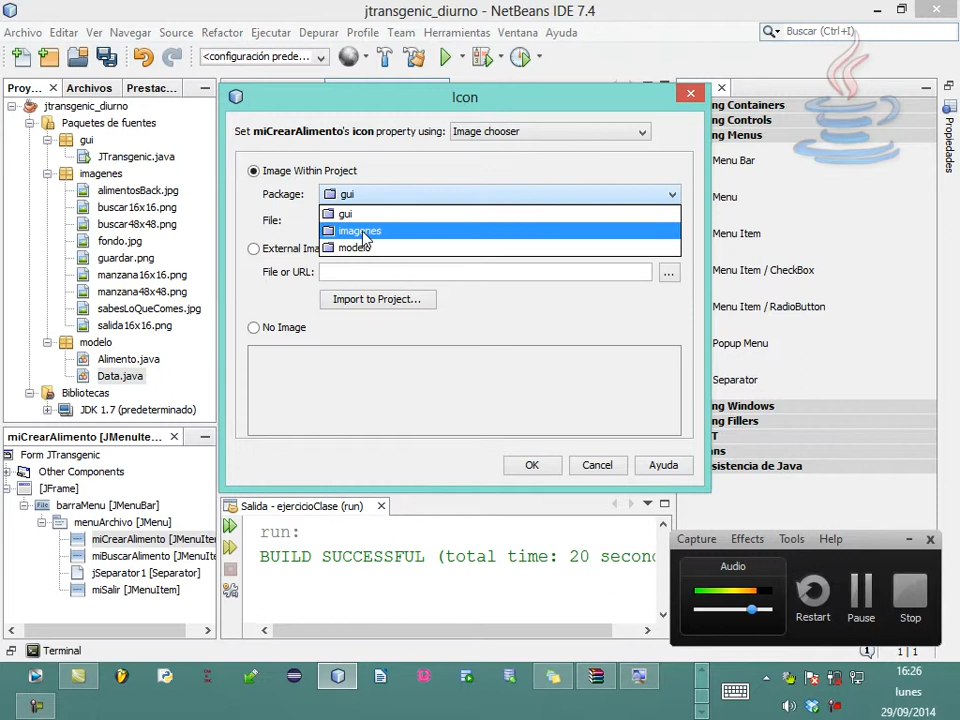 jtransgenic_diurno - NetBeans IDE 7.4
Archivo Editar Ver Navegar Source Refactor Ejecutar Depurar Profile Team Herramientas Ventana Ayuda
Buscar (Ctrl+I)
<configuración prede...
Proy... Archivos Prestac...
jtransgenic_diurno
Paquetes de fuentes
gui
JTransgenic.java
imagenes
alimentosBack.jpg
buscar16x16.png
buscar48x48.png
fondo.jpg
guardar.png
manzana16x16.png
manzana48x48.png
sabesLoQueComes.jpg
salida16x16.png
modelo
Alimento.java
Data.java
Bibliotecas
JDK 1.7 (predeterminado)
miCrearAlimento [JMenuIte...
Form JTransgenic
Other Components
[JFrame]
barraMenu [JMenuBar]
menuArchivo [JMenu]
miCrearAlimento [JMenuItem
miBuscarAlimento [JMenuIte
jSeparator1 [Separator]
miSalir [JMenuItem]
Icon
Set miCrearAlimento's icon property using: Image chooser
Image Within Project
Package: gui
gui
File: imagenes
modelo
External Ima
File or URL: ...
Import to Project...
No Image
OK Cancel Ayuda
ng Containers
ng Controls
ng Menus
Menu Bar
Menu
Menu Item
Menu Item / CheckBox
Menu Item / RadioButton
Popup Menu
Separator
ng Windows
ng Fillers
T
ns
sistencia de Java
Propiedades
Salida - ejercicioClase (run)
run:
BUILD SUCCESSFUL (total time: 20 second
Capture Effects Tools Help
Audio
Restart Pause Stop
Terminal
1 | 1
16:26
lunes
29/09/2014